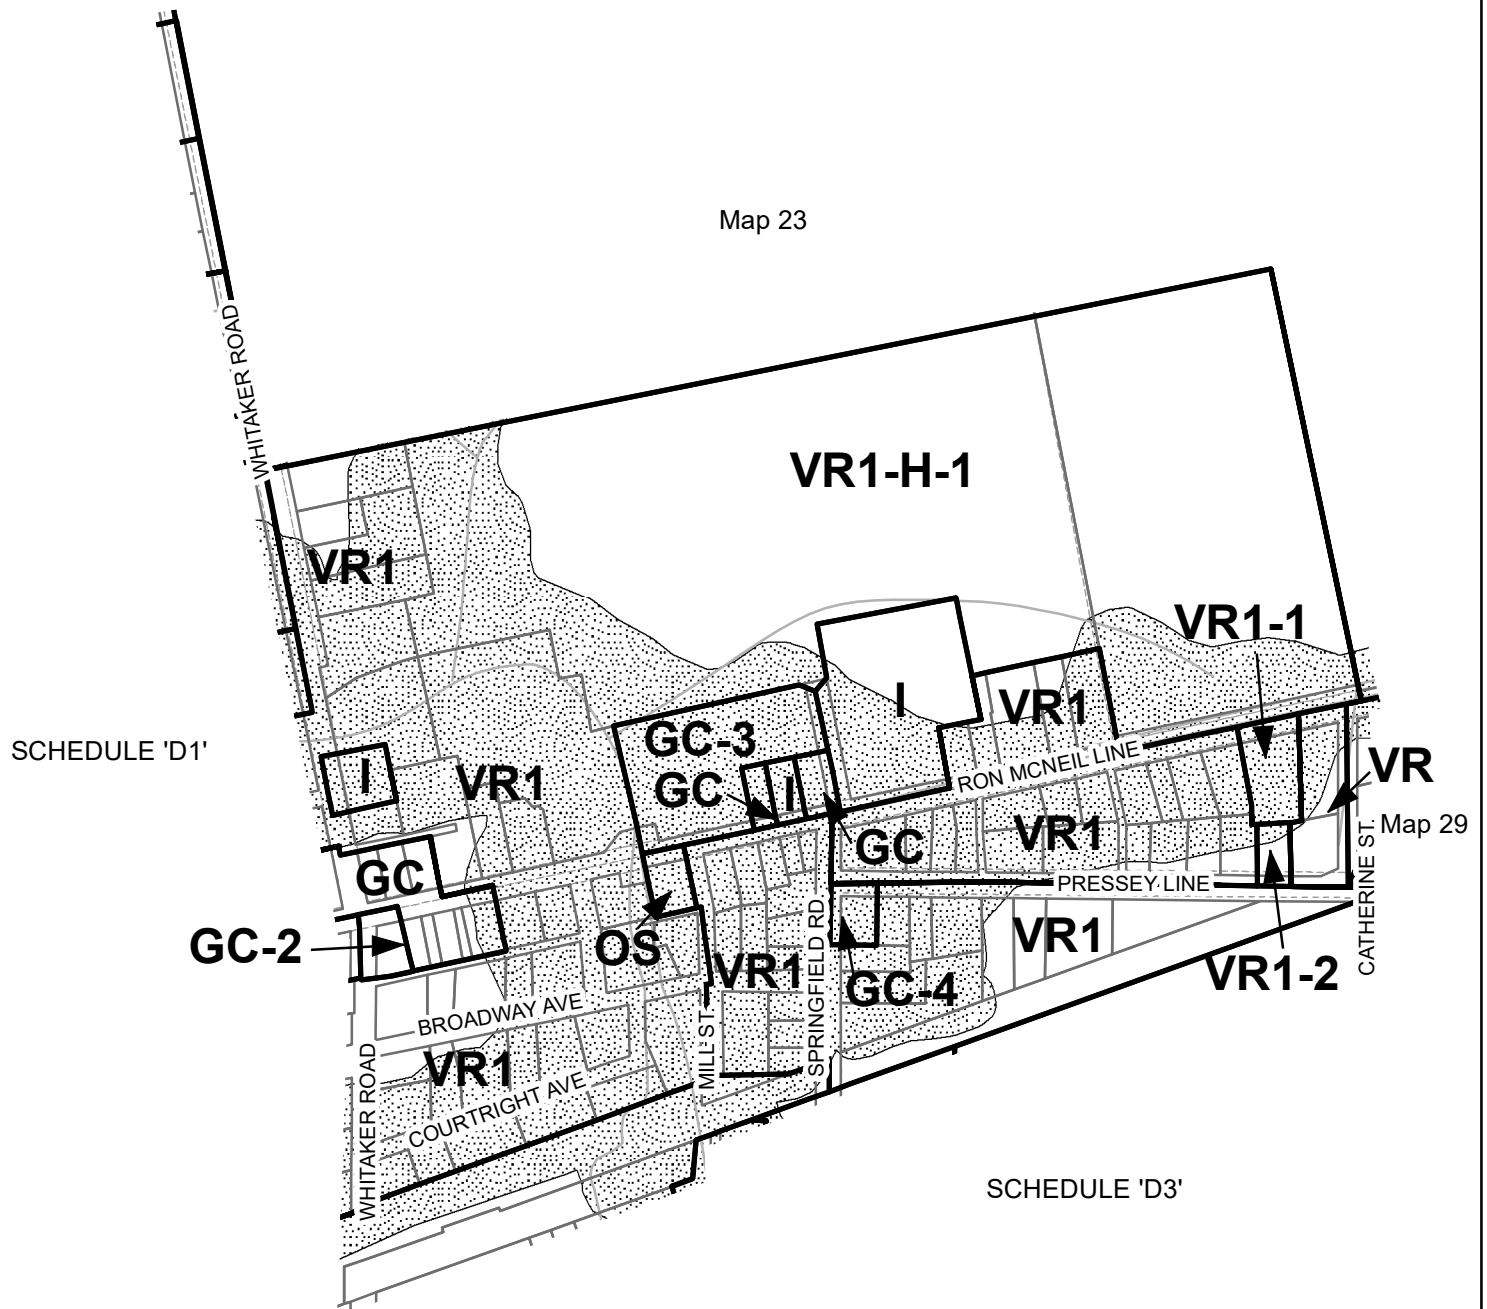 Map 23
WHITAKER ROAD
VR1-H-1
VR1
VR1-1
I
VR1
GC-3
SCHEDULE 'D1'
RON MCNEIL LINE
I
VR1
GC
I
VR
Map 29
VR1
GC
GC
PRESSEY LINE
CATHERINE ST
GC-2
OS
VR1
SPRINGFIELD RD
GC-4
VR1
VR1-2
BROADWAY AVE
MILL ST
VR1
WHITAKER ROAD
COURTRIGHT AVE
SCHEDULE 'D3'